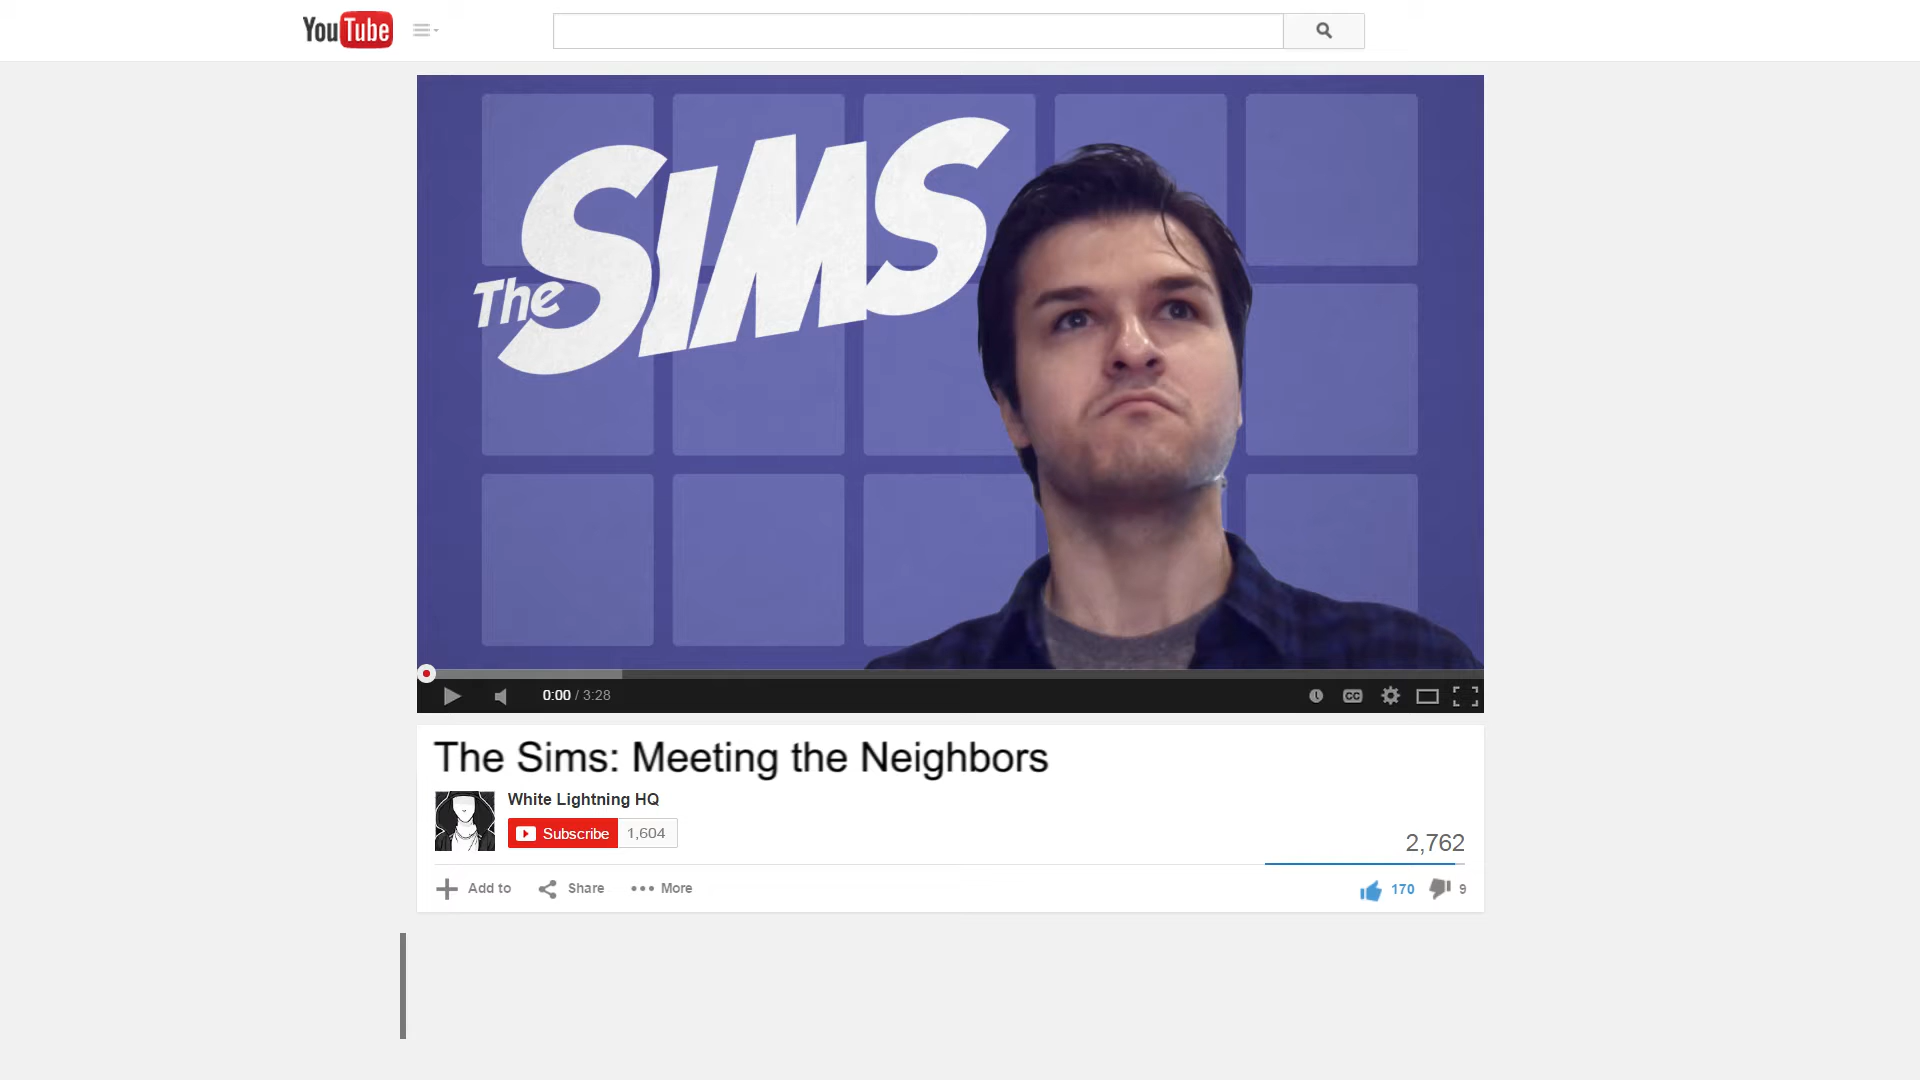 YouTube
The SIMS
0:00 / 3:28
CC
The Sims: Meeting the Neighbors
White Lightning HQ
Subscribe 1,604
2,762
Add to Share More
170 9